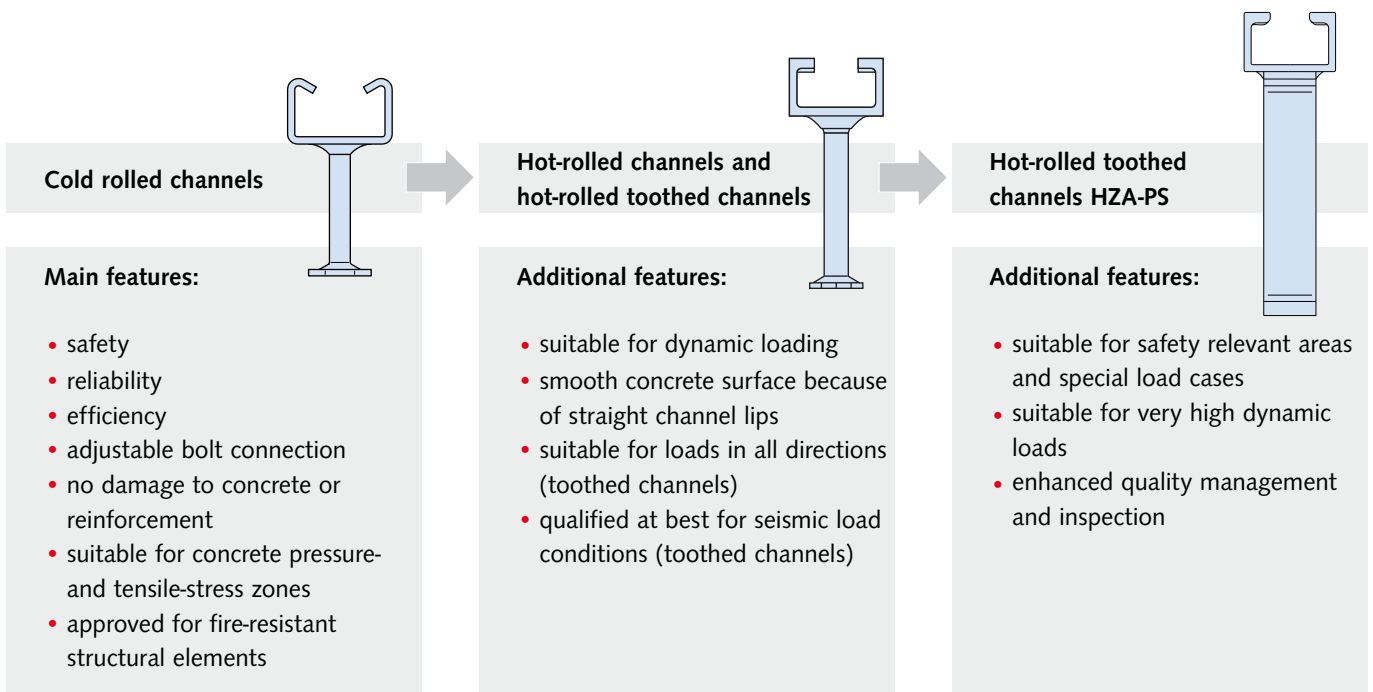 Cold rolled channels
Main features:
• safety
• reliability
• efficiency
• adjustable bolt connection
• no damage to concrete or
reinforcement
• suitable for concrete pressure-
and tensile-stress zones
• approved for fire-resistant
structural elements
Hot-rolled channels and
hot-rolled toothed channels
Additional features:
• suitable for dynamic loading
• smooth concrete surface because
of straight channel lips
• suitable for loads in all directions
(toothed channels)
• qualified at best for seismic load
conditions (toothed channels)
Hot-rolled toothed
channels HZA-PS
Additional features:
• suitable for safety relevant areas
and special load cases
• suitable for very high dynamic
loads
• enhanced quality management
and inspection